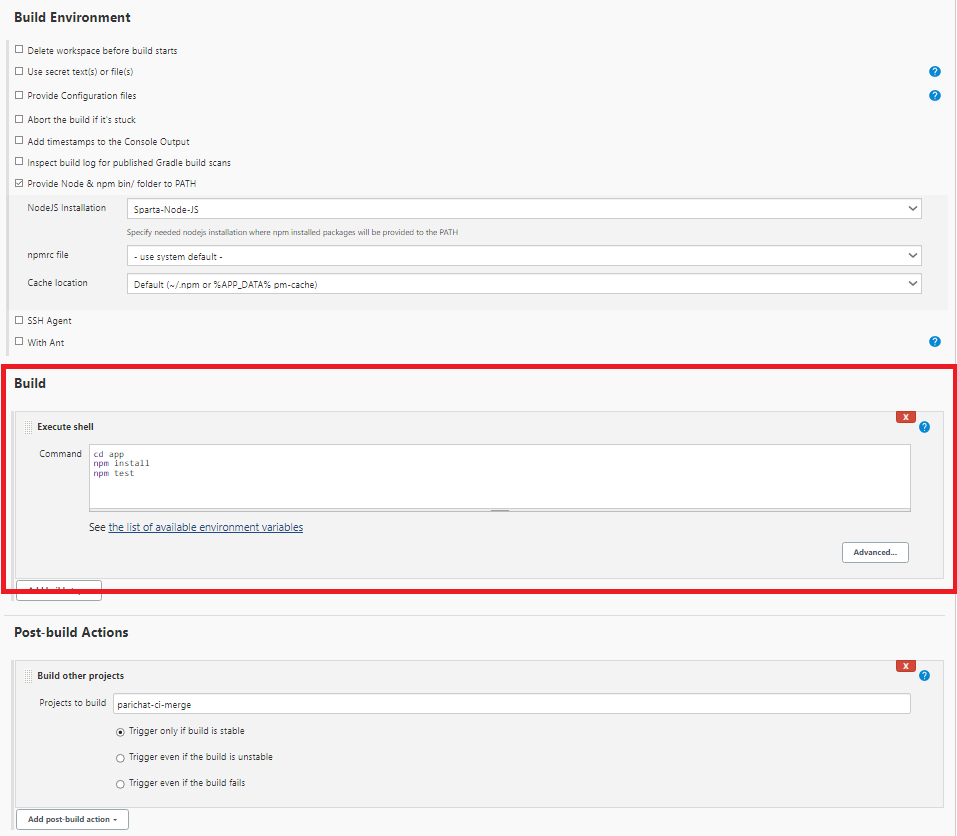 Build Environment
Delete workspace before build starts
Use secret text(s) or file(s)
?
Provide Configuration files
?
Abort the build if it's stuck
Add timestamps to the Console Output
Inspect build log for published Gradle build scans
Provide Node & npm bin/ folder to PATH
NodeJS Installation
Sparta-Node-JS
Specify needed nodejs installation where npm installed packages will be provided to the PATH
npmrc file
- use system default -
Cache location
Default (~/.npm or %APP_DATA% pm-cache)
SSH Agent
With Ant
?
Build
X
Execute shell
?
Command
cd app
npm install
npm test
See the list of available environment variables
Advanced...
Post-build Actions
X
Build other projects
?
Projects to build
parichat-ci-merge
Trigger only if build is stable
Trigger even if the build is unstable
Trigger even if the build fails
Add post-build action